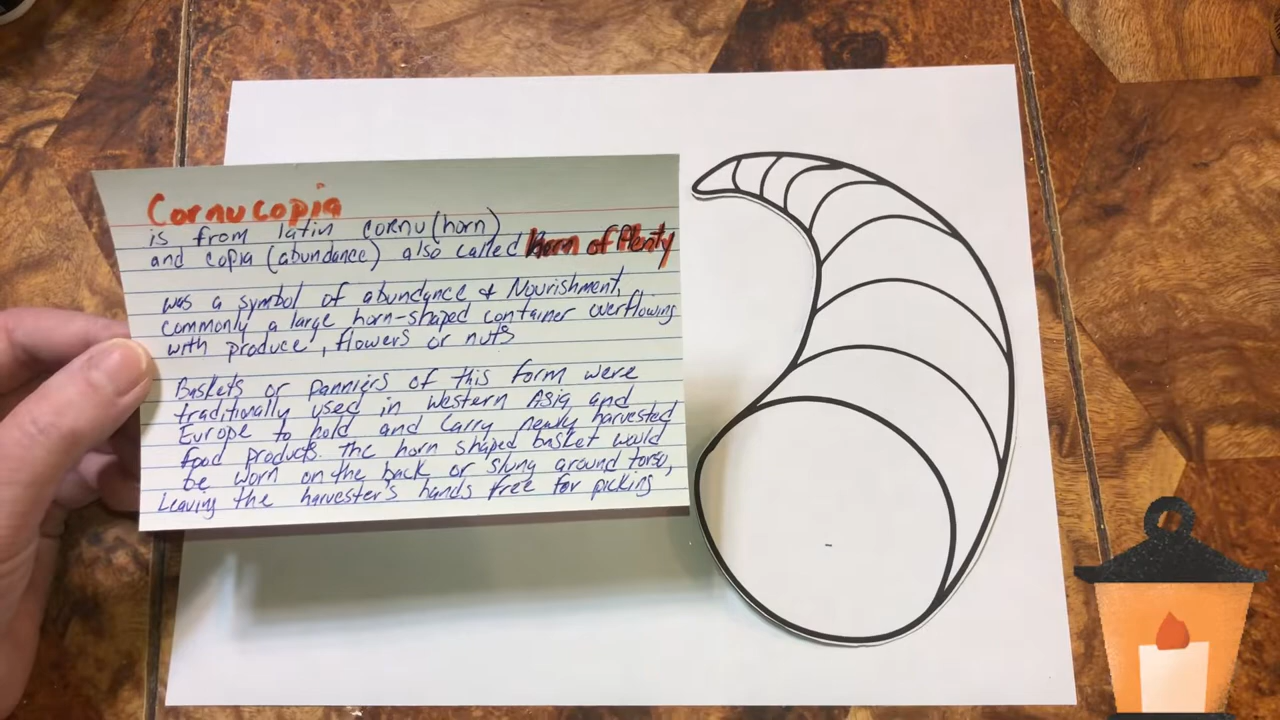 Cornucopia
is from latin cornu (horn)
and copia (abundance) also called Horn of Plenty
was a symbol of abundance & Nourishment,
commonly a large horn-shaped container overflowing
with produce, flowers or nuts
Baskets or panniers of this form were
traditionally used in western Asia and
Europe to hold and carry newly harvested
food products. The horn shaped basket would
be worn on the back or slung around torso,
Leaving the harvester's hands free for picking